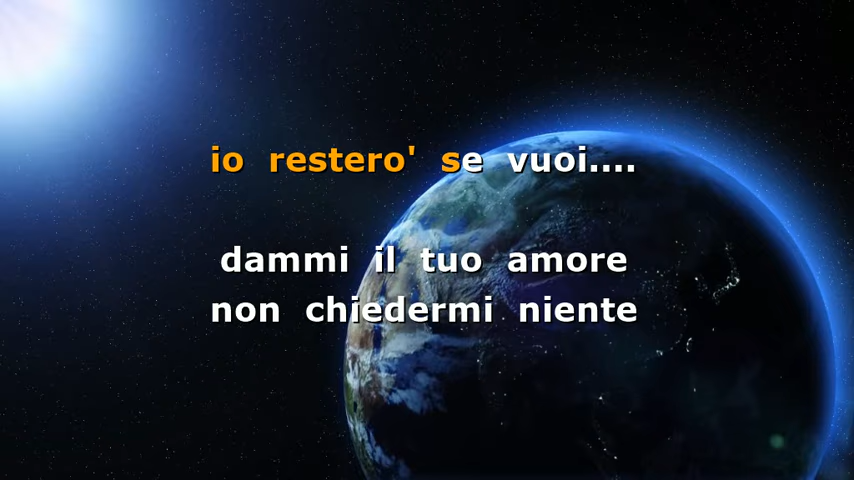 io restero' se vuoi....
dammi il tuo amore
non chiedermi niente